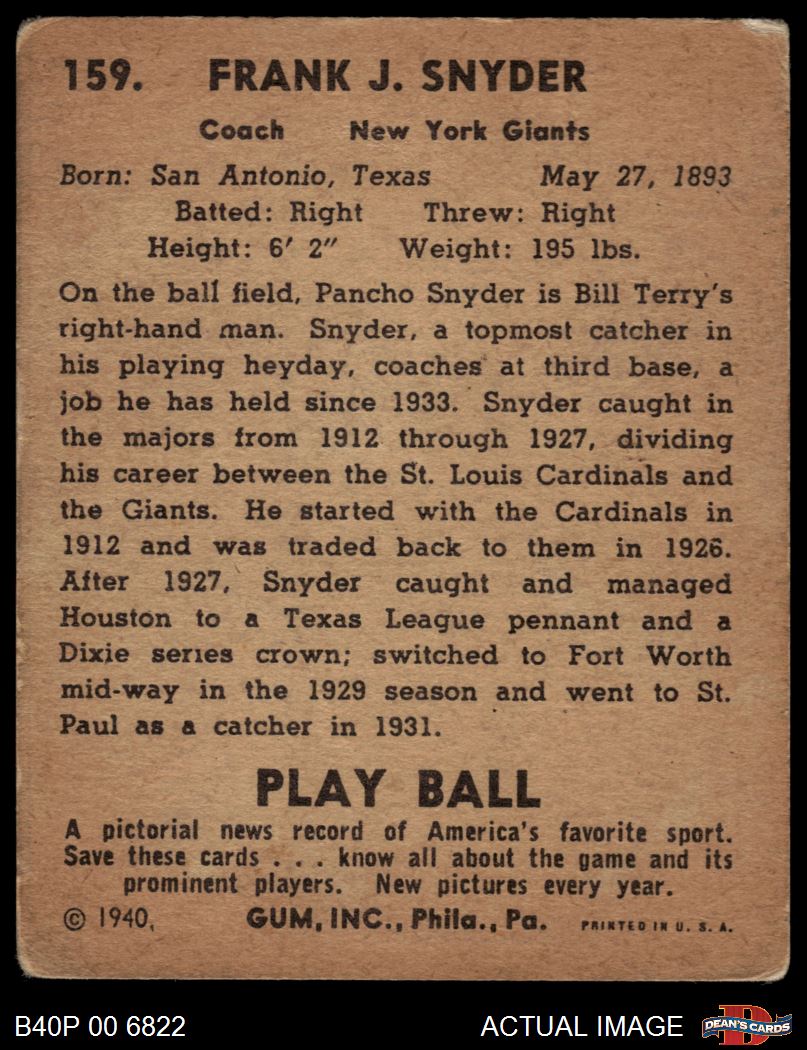 159. FRANK J. SNYDER
Coach New York Giants
Born: San Antonio, Texas May 27, 1893
Batted: Right Threw: Right
Height: 6′ 2″ Weight: 195 lbs.
On the ball field, Pancho Snyder is Bill Terry's
right-hand man. Snyder, a topmost catcher in
his playing heyday, coaches at third base, a
job he has held since 1933. Snyder caught in
the majors from 1912 through 1927, dividing
his career between the St. Louis Cardinals and
the Giants. He started with the Cardinals in
1912 and was traded back to them in 1926.
After 1927, Snyder caught and managed
Houston to a Texas League pennant and a
Dixie series crown; switched to Fort Worth
mid-way in the 1929 season and went to St.
Paul as a catcher in 1931.
PLAY BALL
A pictorial news record of America's favorite sport.
Save these cards . . . know all about the game and its
prominent players. New pictures every year.
© 1940, GUM, INC., Phila., Pa. PRINTED IN U. S. A.
B40P 00 6822 ACTUAL IMAGE D DEAN'S CARDS